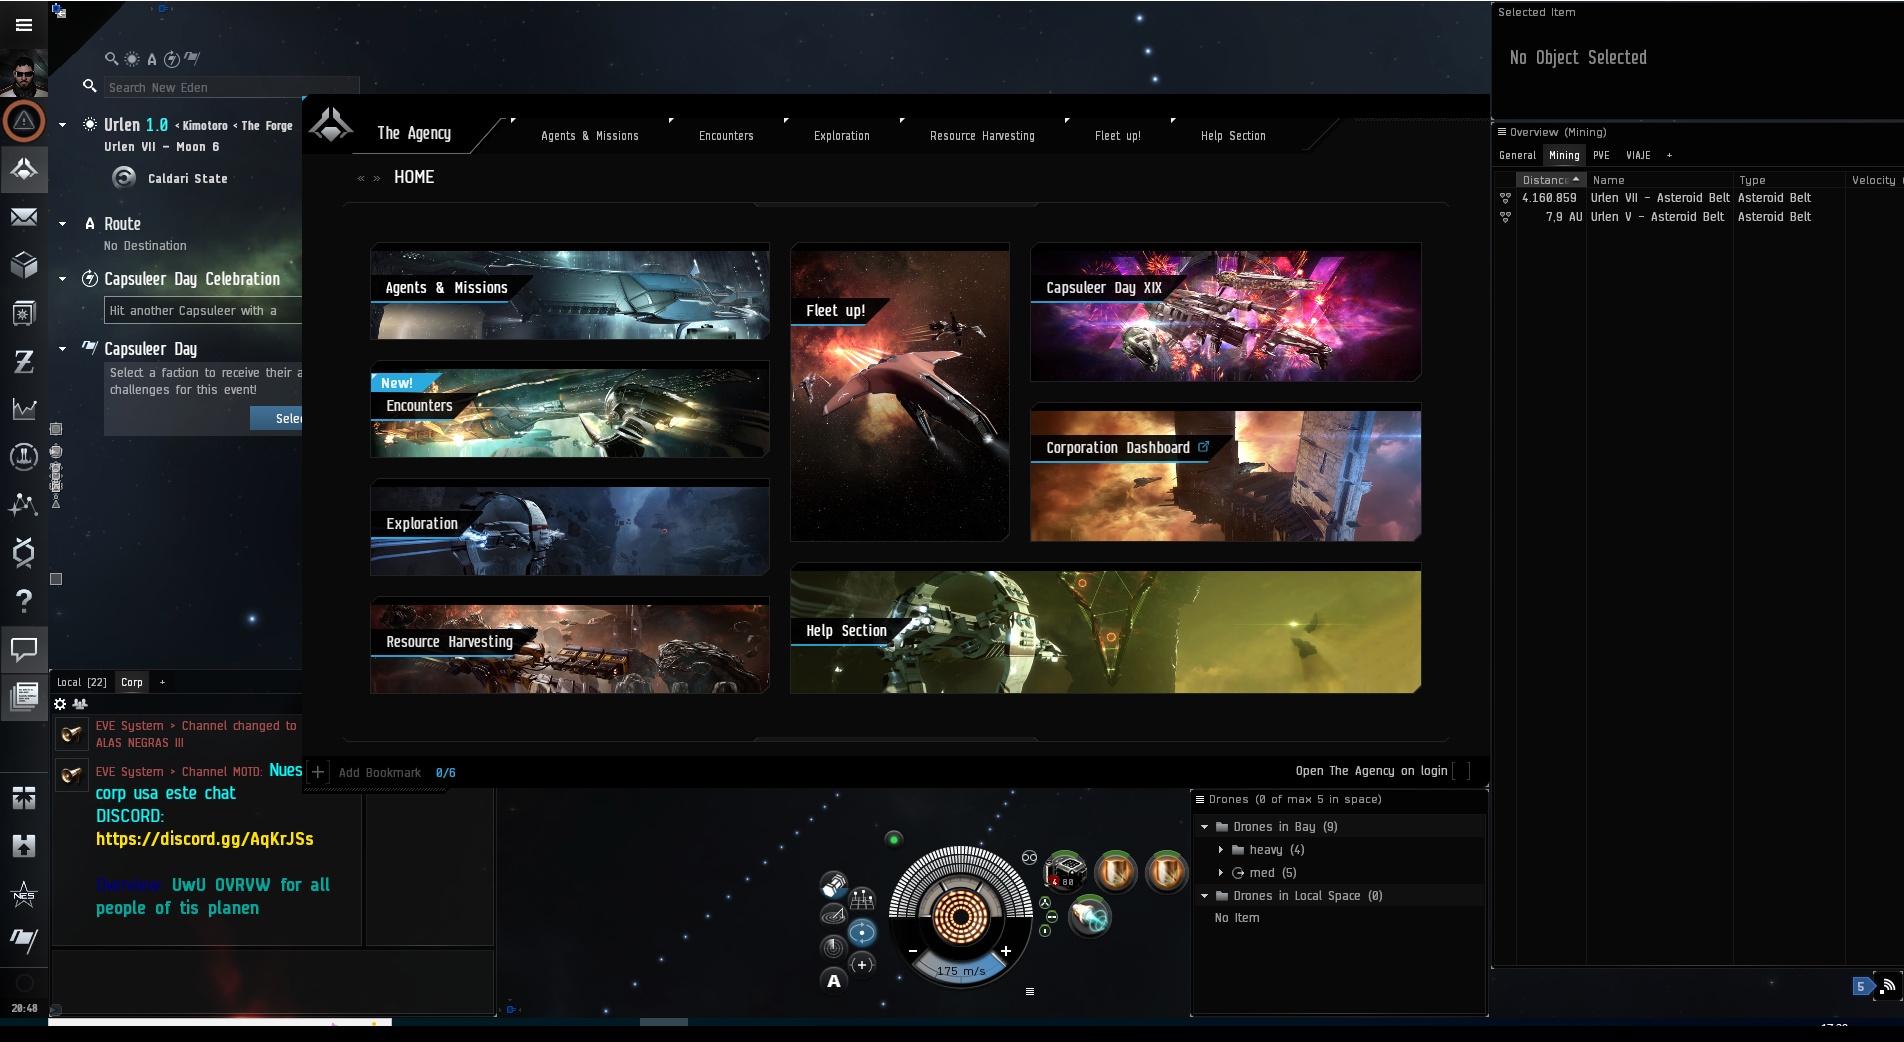 Search New Eden
Urlen 1.0 < Kimotoro < The Forge
Urlen VII - Moon 6
Caldari State
Route
No Destination
Capsuleer Day Celebration
Hit another Capsuleer with a
Capsuleer Day
Select a faction to receive their a
challenges for this event!
Selec
The Agency
Agents & Missions
Encounters
Exploration
Resource Harvesting
Fleet up!
Help Section
« »
HOME
Agents & Missions
New!
Encounters
Exploration
Resource Harvesting
Fleet up!
Capsuleer Day XIX
Corporation Dashboard
Help Section
Add Bookmark 0/6
Open The Agency on login
Selected Item
No Object Selected
Overview (Mining)
General Mining PVE VIAJE +
Distanc Name Type Velocity
4.160.859 Urlen VII - Asteroid Belt Asteroid Belt
7,9 AU Urlen V - Asteroid Belt Asteroid Belt
Local [22] Corp +
EVE System > Channel changed to
ALAS NEGRAS III
EVE System > Channel MOTD: Nues
corp usa este chat
DISCORD:
https://discord.gg/AqKrJSs
Overview: UwU OVRVW for all
people of tis planen
Drones (0 of max 5 in space)
Drones in Bay (9)
heavy (4)
med (5)
Drones in Local Space (0)
No Item
4 80
175 m/s
A
NES
20:48
5